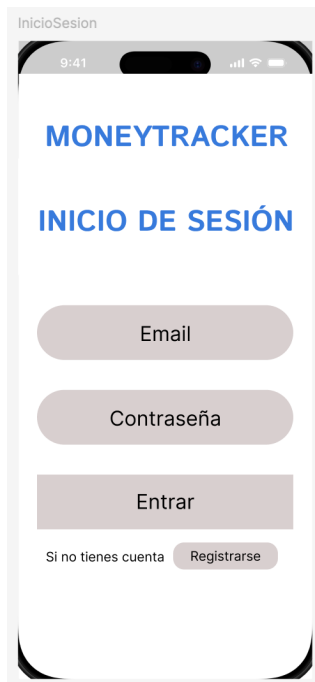 InicioSesion
9:41
MONEYTRACKER
INICIO DE SESIÓN
Email
Contraseña
Entrar
Si no tienes cuenta Registrarse